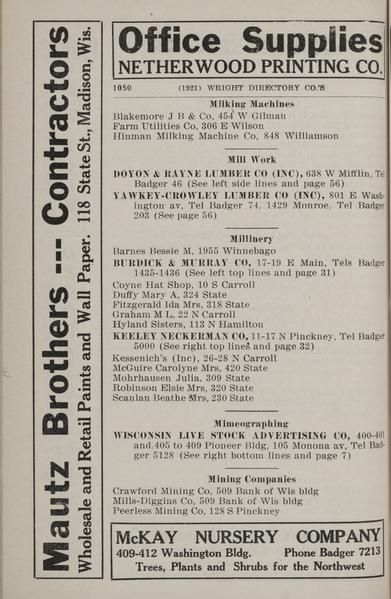 Mautz Brothers --- Contractors
Wholesale and Retail Paints and Wall Paper. 118 State St., Madison, Wis.
Office Supplies
NETHERWOOD PRINTING CO.
1050 (1921) WRIGHT DIRECTORY CO.'S
Milking Machines
Blakemore J B & Co, 454 W Gilman
Farm Utilities Co, 306 E Wilson
Hinman Milking Machine Co, 848 Williamson
Mill Work
DOYON & RAYNE LUMBER CO (INC), 638 W Mifflin, Tel
Badger 46 (See left side lines and page 56)
YAWKEY-CROWLEY LUMBER CO (INC), 801 E Wash-
ington av, Tel Badger 74, 1429 Monroe, Tel Badger
203 (See page 56)
Millinery
Barnes Bessie M, 1955 Winnebago
BURDICK & MURRAY CO, 17-19 E Main, Tels Badger
1435-1436 (See left top lines and page 31)
Coyne Hat Shop, 10 S Carroll
Duffy Mary A, 324 State
Fitzgerald Ida Mrs, 318 State
Graham M L, 22 N Carroll
Hyland Sisters, 113 N Hamilton
KEELEY NECKERMAN CO, 11-17 N Pinckney, Tel Badger
5000 (See right top lines and page 32)
Kessenich's (Inc), 26-28 N Carroll
McGuire Carolyne Mrs, 420 State
Mohrhausen Julia, 309 State
Robinson Elsie Mrs, 320 State
Scanlan Beathe Mrs, 230 State
Mimeographing
WISCONSIN LIVE STOCK ADVERTISING CO, 400-401
and 405 to 409 Pioneer Bldg, 105 Monona av, Tel Bad-
ger 5128 (See right bottom lines and page 7)
Mining Companies
Crawford Mining Co, 509 Bank of Wis bldg
Mills-Diggins Co, 509 Bank of Wis bldg
Peerless Mining Co, 128 S Pinckney
McKAY NURSERY COMPANY
409-412 Washington Bldg. Phone Badger 7213
Trees, Plants and Shrubs for the Northwest